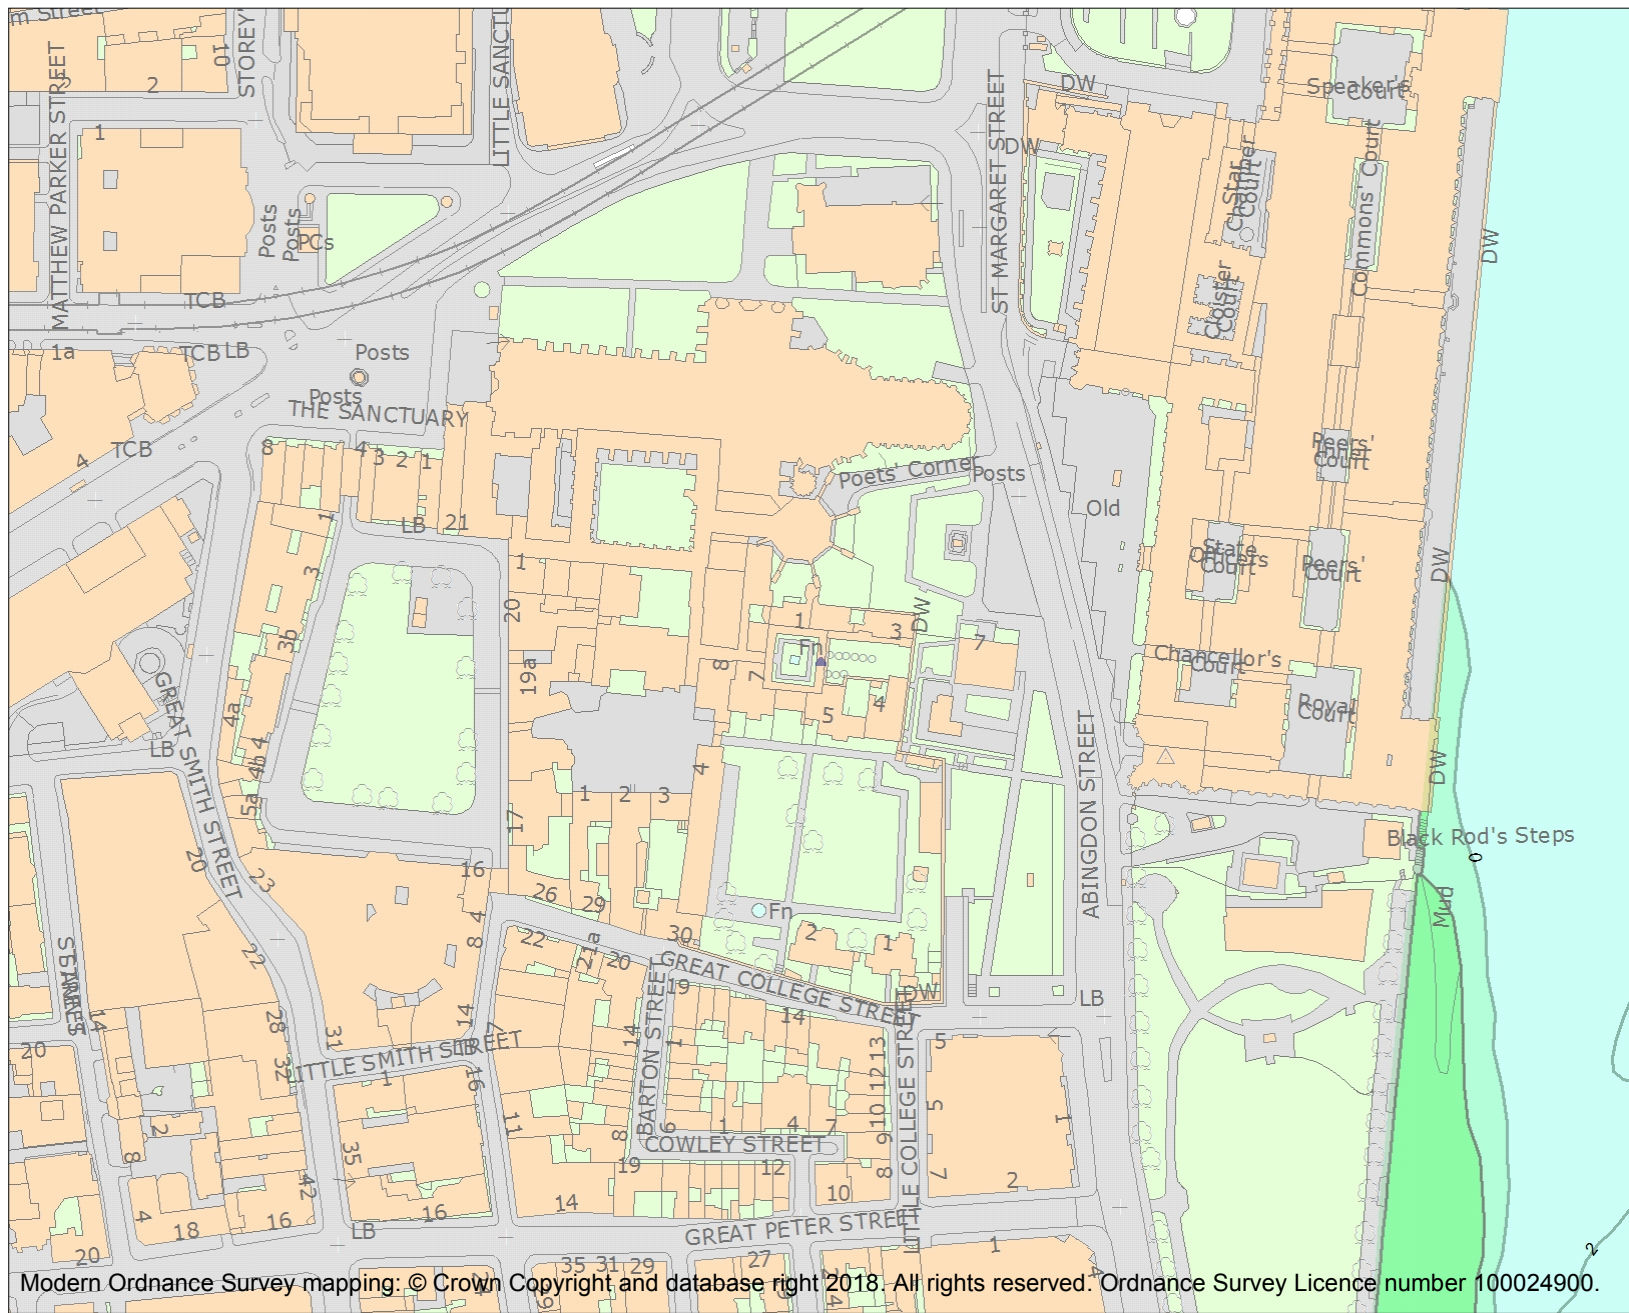 m Street
10
STOREY'
LITTLE SANCTU
2
2
1
MATTHEW PARKER STREET
DW
Speaker's
Court
ST MARGARET STREET
DW
Star
Chamber
Court
Commons' Court
DW
Posts
Posts
PCs
Cloister
Court
TCB
1a
TCB
LB
Posts
Posts
THE SANCTUARY
TCB
4
8
4
3
2
1
Poets' Corner
Posts
Peers'
Inner
Court
Old
1
LB
21
State
Officers
Court
Peers'
Court
DW
3
1
20
3b
1
3
DW
Fn
7
8
7
19a
Chancellor's
Court
Royal
Court
4a
5
4
GREAT SMITH STREET
LB
4
4b
5a
4
1
2
3
17
ABINGDON STREET
DW
Black Rod's Steps
0
Mud
20
23
16
26
29
4
8
22
21a
20
30
Fn
2
1
GREAT COLLEGE STREET
DW
LB
22
STREET
14
20
28
32
31
14
17
LITTLE SMITH STREET
LB
1
16
19
14
14
1
BARTON STREET
13
12
10
9
8
LITTLE COLLEGE STREET
5
5
7
1
2
2
8
35
42
11
8
6
1
4
7
COWLEY STREET
19
12
10
4
18
16
16
14
LB
20
GREAT PETER STREET
35
31
29
27
1
4
2
Modern Ordnance Survey mapping: © Crown Copyright and database right 2018. All rights reserved. Ordnance Survey Licence number 100024900.